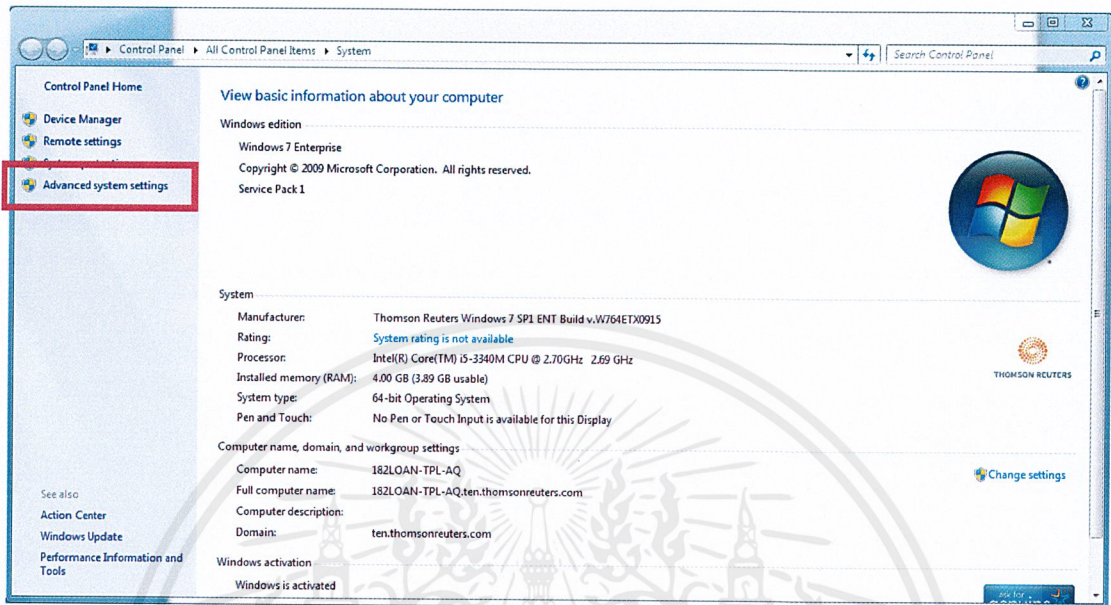 Control Panel ▸ All Control Panel Items ▸ System
Search Control Panel
Control Panel Home
Device Manager
Remote settings
Advanced system settings
See also
Action Center
Windows Update
Performance Information and
Tools
View basic information about your computer
Windows edition
Windows 7 Enterprise
Copyright © 2009 Microsoft Corporation. All rights reserved.
Service Pack 1
System
Manufacturer: Thomson Reuters Windows 7 SP1 ENT Build v.W764ETX0915
Rating: System rating is not available
Processor: Intel(R) Core(TM) i5-3340M CPU @ 2.70GHz 2.69 GHz
Installed memory (RAM): 4.00 GB (3.89 GB usable)
System type: 64-bit Operating System
Pen and Touch: No Pen or Touch Input is available for this Display
THOMSON REUTERS
Computer name, domain, and workgroup settings
Computer name: 182LOAN-TPL-AQ
Change settings
Full computer name: 182LOAN-TPL-AQ.ten.thomsonreuters.com
Computer description:
Domain: ten.thomsonreuters.com
Windows activation
Windows is activated
ask for